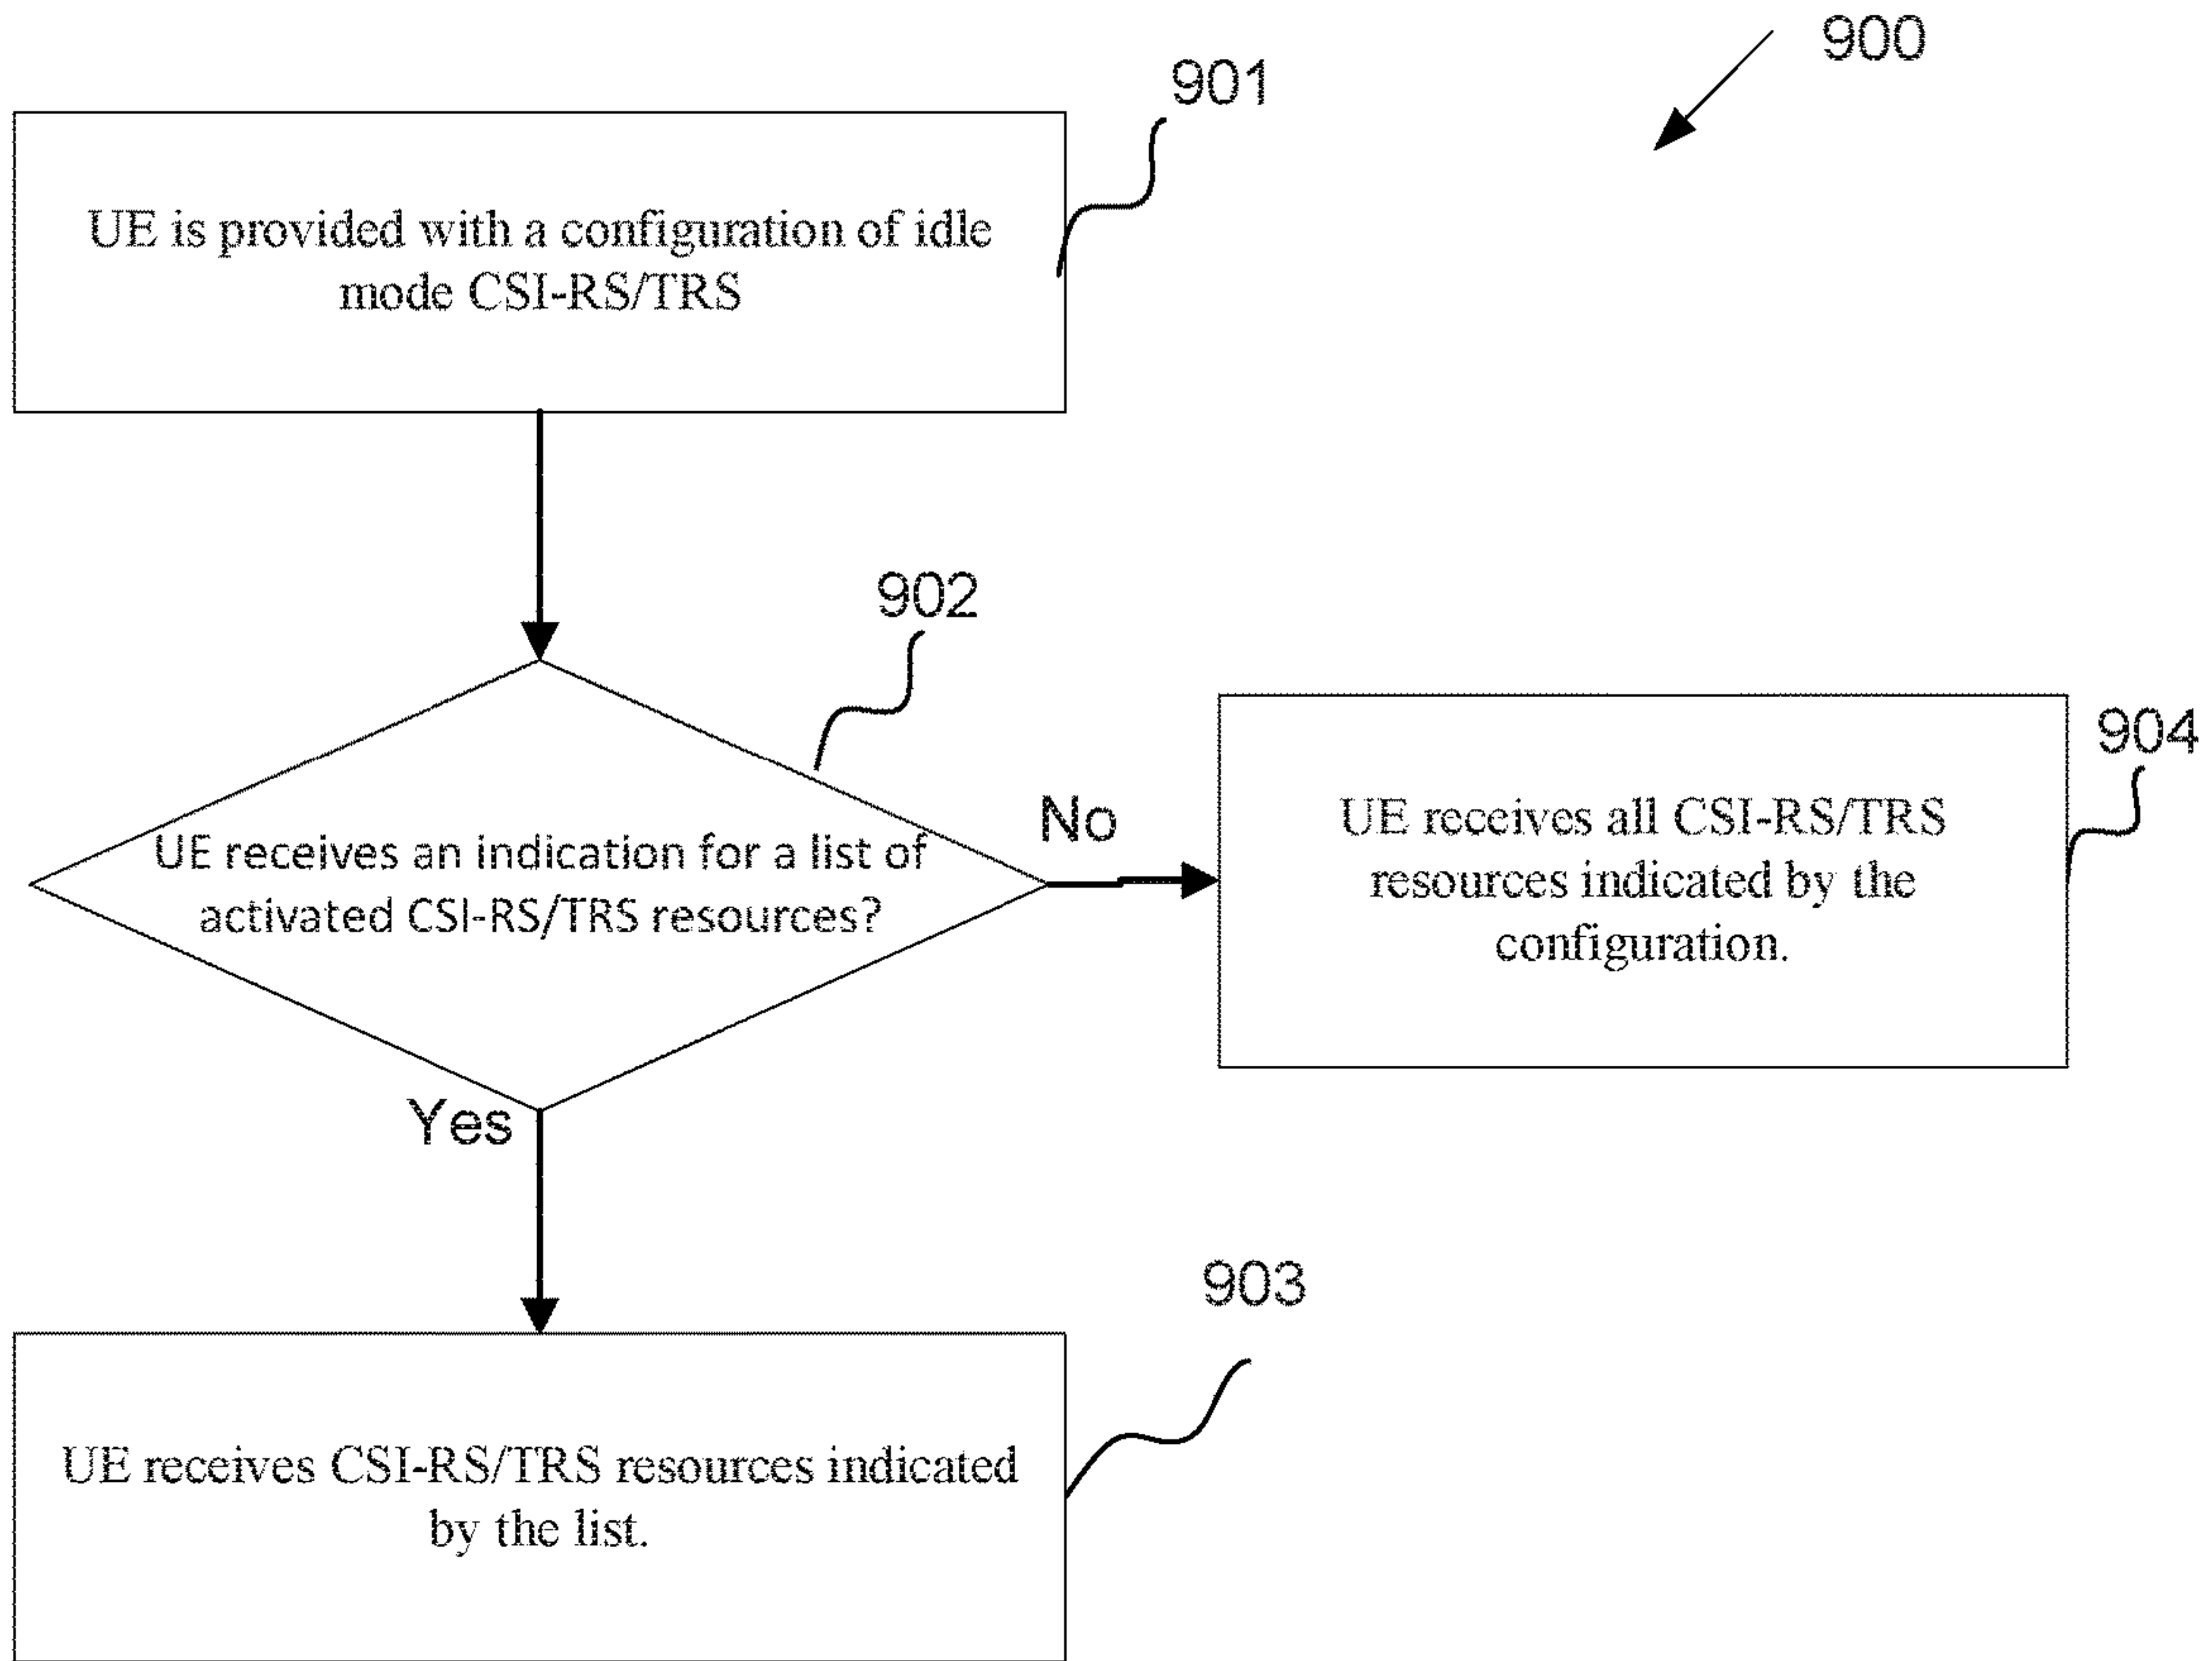 900
901
UE is provided with a configuration of idle
mode CSI-RS/TRS
902
UE receives an indication for a list of
activated CSI-RS/TRS resources?
No
904
UE receives all CSI-RS/TRS
resources indicated by the
configuration.
Yes
903
UE receives CSI-RS/TRS resources indicated
by the list.